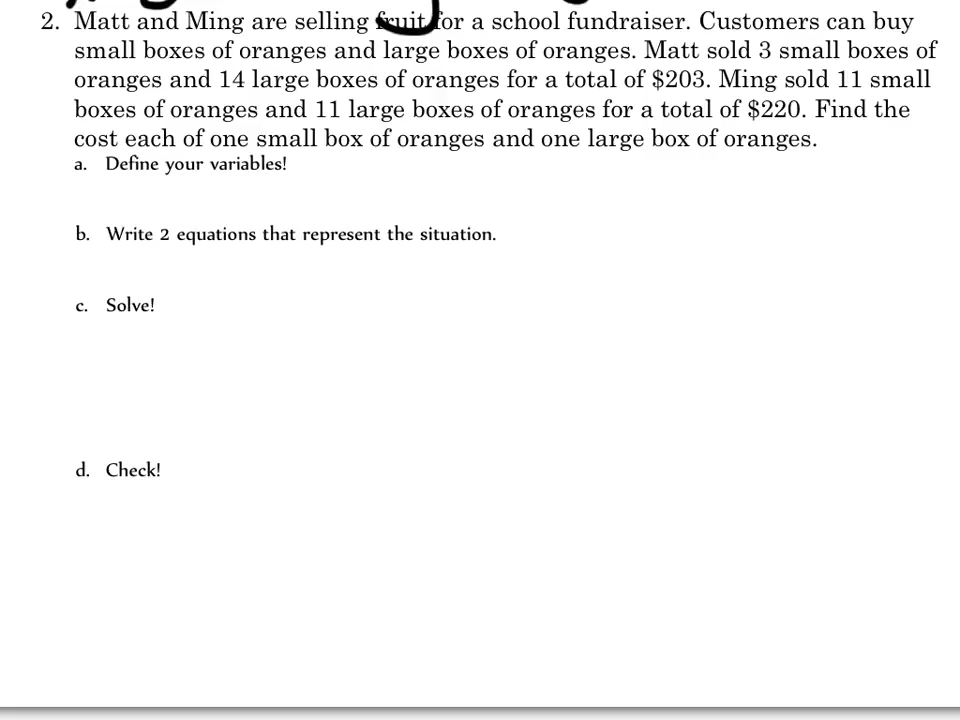 2. Matt and Ming are selling fruit for a school fundraiser. Customers can buy
small boxes of oranges and large boxes of oranges. Matt sold 3 small boxes of
oranges and 14 large boxes of oranges for a total of $203. Ming sold 11 small
boxes of oranges and 11 large boxes of oranges for a total of $220. Find the
cost each of one small box of oranges and one large box of oranges.
a. Define your variables!
b. Write 2 equations that represent the situation.
c. Solve!
d. Check!